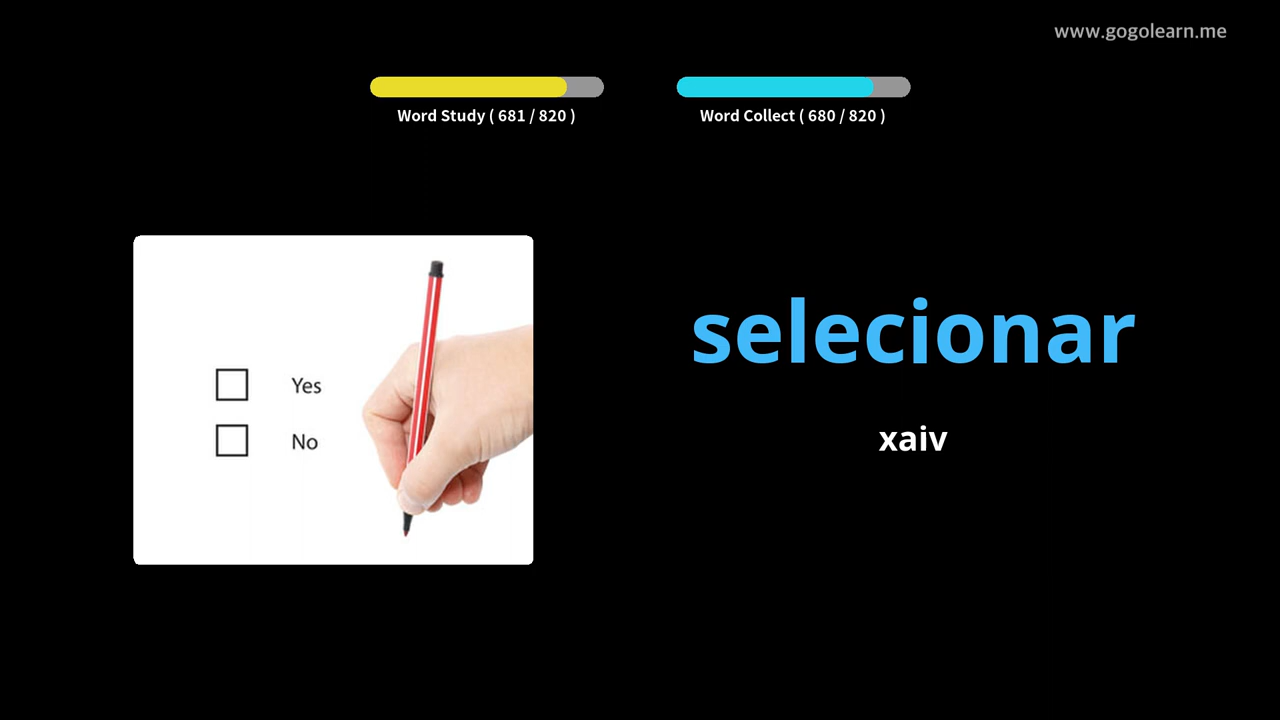 www.gogolearn.me
Word Study ( 681 / 820 )
Word Collect ( 680 / 820 )
Yes
No
selecionar
xaiv